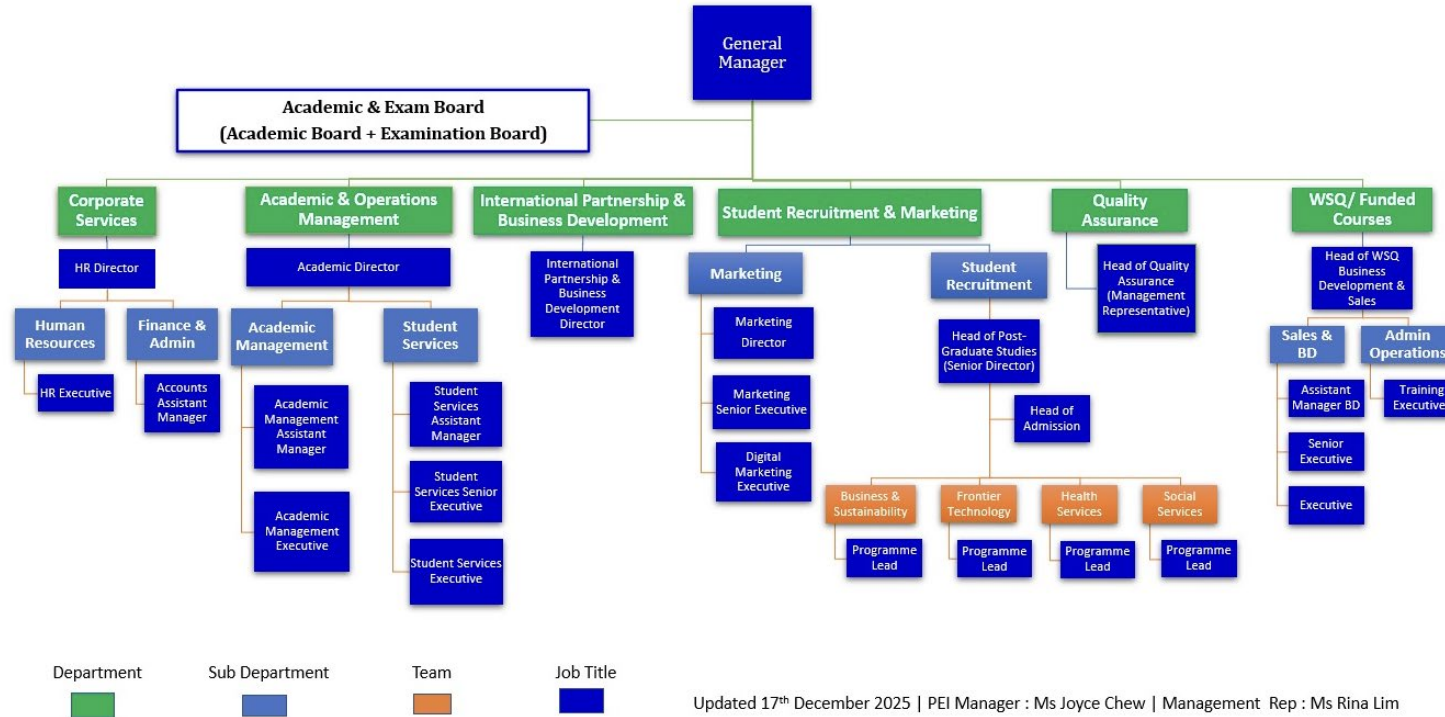 General
Manager
Academic & Exam Board
(Academic Board + Examination Board)
Corporate
Services
Academic & Operations
Management
International Partnership &
Business Development
Student Recruitment & Marketing
Quality
Assurance
WSQ/ Funded
Courses
HR Director
Academic Director
International
Partnership &
Business
Development
Director
Marketing
Student
Recruitment
Head of Quality
Assurance
(Management
Representative)
Head of WSQ
Business
Development &
Sales
Human
Resources
Finance &
Admin
Academic
Management
Student
Services
Marketing
Director
Head of Post-
Graduate Studies
(Senior Director)
Sales &
BD
Admin
Operations
HR Executive
Accounts
Assistant
Manager
Academic
Management
Assistant
Manager
Student
Services
Assistant
Manager
Marketing
Senior Executive
Head of
Admission
Assistant
Manager BD
Training
Executive
Student
Services Senior
Executive
Digital
Marketing
Executive
Senior
Executive
Academic
Management
Executive
Business &
Sustainability
Frontier
Technology
Health
Services
Social
Services
Executive
Student Services
Executive
Programme
Lead
Programme
Lead
Programme
Lead
Programme
Lead
Department
Sub Department
Team
Job Title
Updated 17th December 2025 | PEI Manager : Ms Joyce Chew | Management Rep : Ms Rina Lim